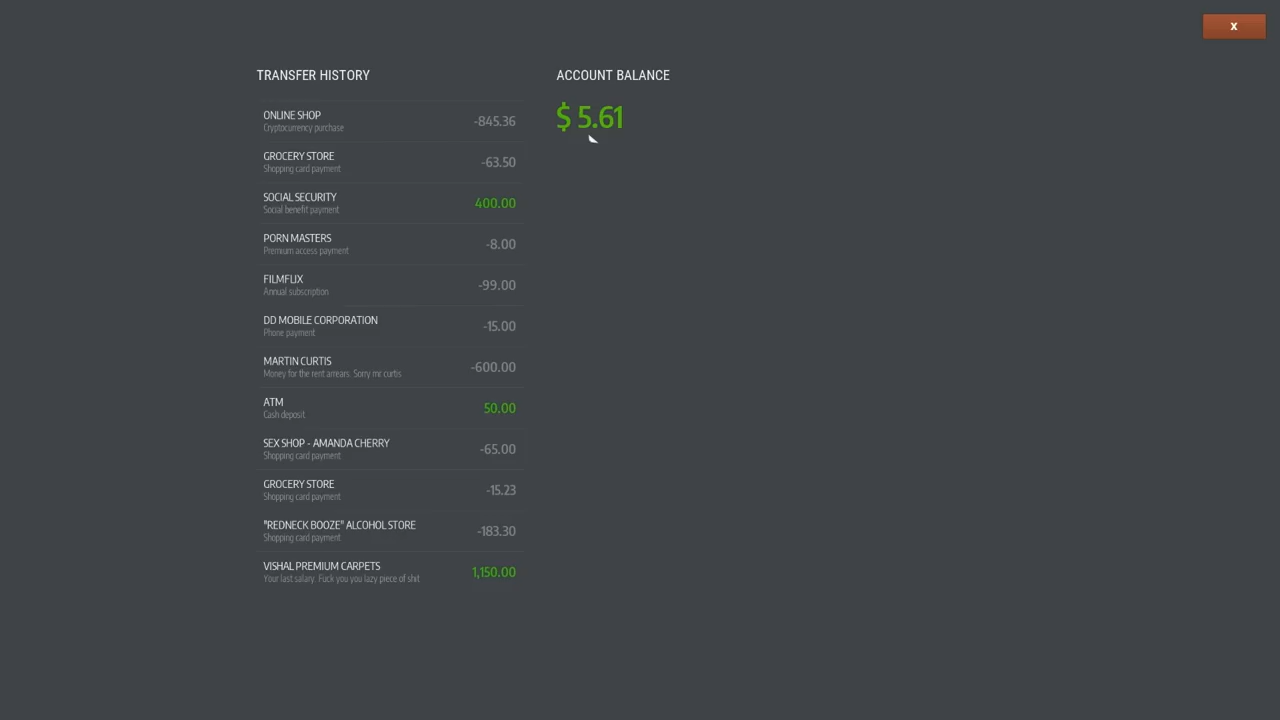 X
TRANSFER HISTORY
ACCOUNT BALANCE
$ 5.61
ONLINE SHOP
-845.36
Cryptocurrency purchase
GROCERY STORE
-63.50
Shopping card payment
SOCIAL SECURITY
400.00
Social benefit payment
PORN MASTERS
-8.00
Premium access payment
FILMFLIX
-99.00
Annual subscription
DD MOBILE CORPORATION
-15.00
Phone payment
MARTIN CURTIS
-600.00
Money for the rent arrears. Sorry mr curtis
ATM
50.00
Cash deposit
SEX SHOP - AMANDA CHERRY
-65.00
Shopping card payment
GROCERY STORE
-15.23
Shopping card payment
"REDNECK BOOZE" ALCOHOL STORE
-183.30
Shopping card payment
VISHAL PREMIUM CARPETS
1,150.00
Your last salary. Fuck you you lazy piece of shit